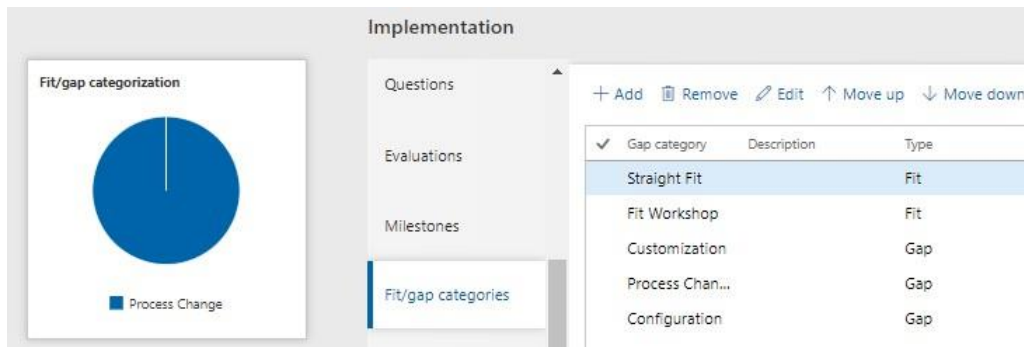 Implementation
Fit/gap categorization
Process Change
Questions
Evaluations
Milestones
Fit/gap categories
+ Add Remove Edit ↑ Move up ↓ Move down
✓ Gap category Description Type
Straight Fit Fit
Fit Workshop Fit
Customization Gap
Process Chan... Gap
Configuration Gap